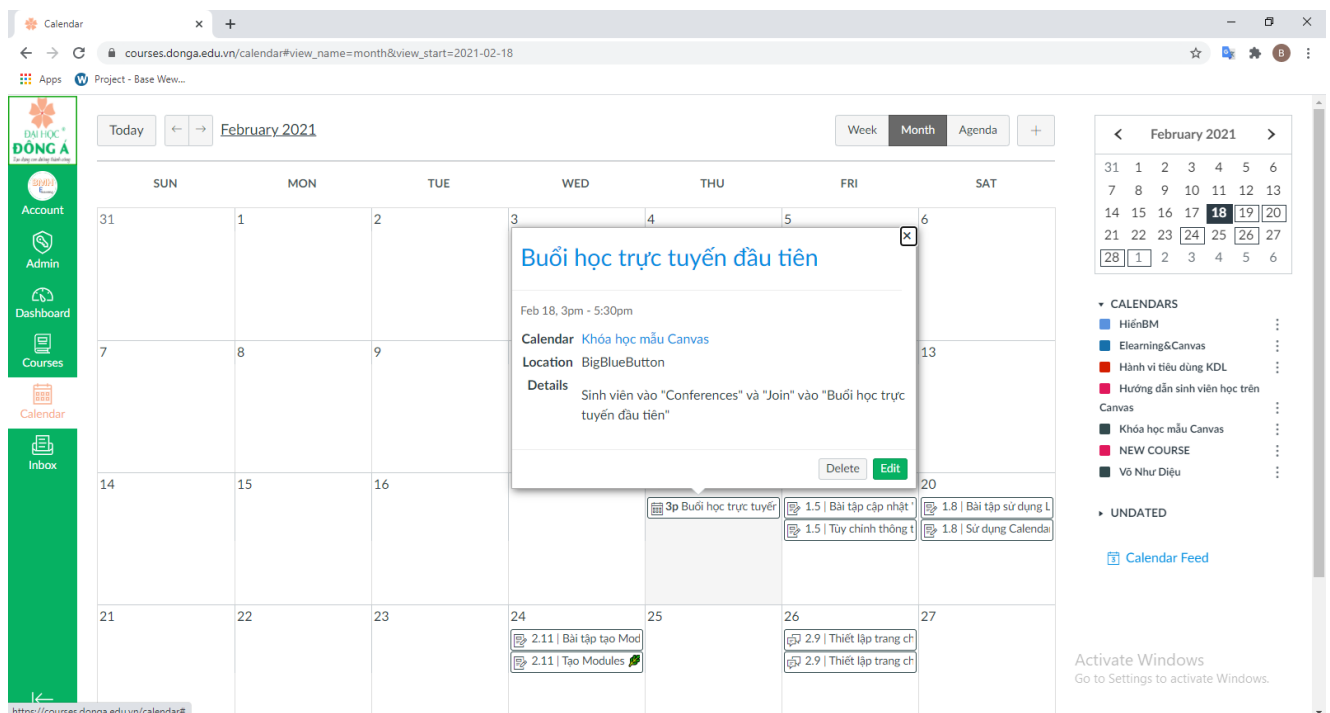 Calendar
courses.donga.edu.vn/calendar#view_name=month&view_start=2021-02-18
B
Apps
Project - Base Wew...
ĐẠI HỌC
ĐÔNG Á
Account
Admin
Dashboard
Courses
Calendar
Inbox
Today
February 2021
Week
Month
Agenda
SUN MON TUE WED THU FRI SAT
31 1 2 3 4 5 6
Buổi học trực tuyến đầu tiên
Feb 18, 3pm - 5:30pm
Calendar Khóa học mẫu Canvas
Location BigBlueButton
Details Sinh viên vào "Conferences" và "Join" vào "Buổi học trực
tuyến đầu tiên"
Delete
Edit
7 8 9 13
14 15 16 20
3p Buổi học trực tuyến
1.5 | Bài tập cập nhật
1.8 | Bài tập sử dụng L
1.5 | Tùy chỉnh thông t
1.8 | Sử dụng Calenda
21 22 23 24 25 26 27
2.11 | Bài tập tạo Mod
2.9 | Thiết lập trang ch
2.11 | Tạo Modules
2.9 | Thiết lập trang ch
February 2021
31 1 2 3 4 5 6
7 8 9 10 11 12 13
14 15 16 17 18 19 20
21 22 23 24 25 26 27
28 1 2 3 4 5 6
CALENDARS
HiểnBM
Elearning&Canvas
Hành vi tiêu dùng KDL
Hướng dẫn sinh viên học trên
Canvas
Khóa học mẫu Canvas
NEW COURSE
Võ Như Diệu
UNDATED
Calendar Feed
Activate Windows
Go to Settings to activate Windows.
https://courses.donga.edu.vn/calendar#